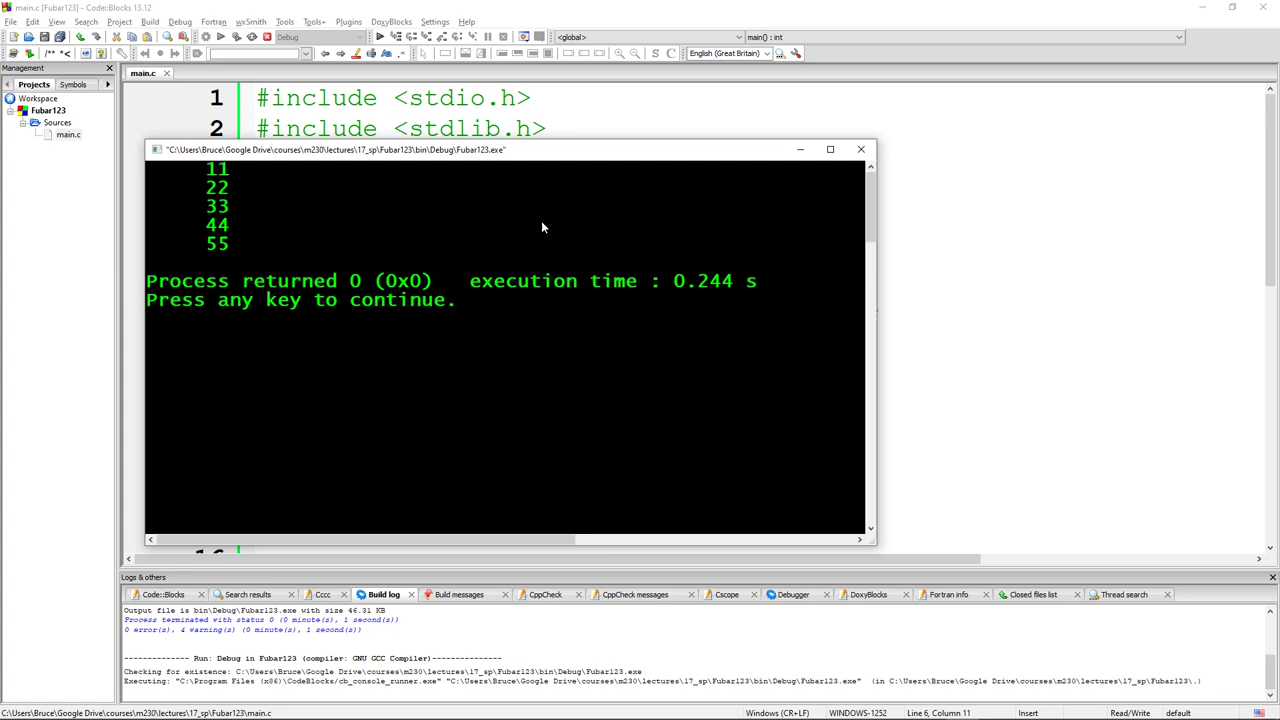 main.c [Fubar123] - Code::Blocks 13.12
File Edit View Search Project Build Debug Fortran wxSmith Tools Tools+ Plugins DoxyBlocks Settings Help
Debug <global> main() : int
/** *< S C English (Great Britain)
Management
Projects Symbols
Workspace
Fubar123
Sources
main.c
main.c
1 #include <stdio.h>
2 #include <stdlib.h>
"C:\Users\Bruce\Google Drive\courses\m230\lectures\17_sp\Fubar123\bin\Debug\Fubar123.exe"
11
22
33
44
55
Process returned 0 (0x0) execution time : 0.244 s
Press any key to continue.
Logs & others
Code::Blocks Search results Cccc Build log Build messages CppCheck CppCheck messages Cscope Debugger DoxyBlocks Fortran info Closed files list Thread search
Output file is bin\Debug\Fubar123.exe with size 46.31 KB
Process terminated with status 0 (0 minute(s), 1 second(s))
0 error(s), 4 warning(s) (0 minute(s), 1 second(s))
-------------- Run: Debug in Fubar123 (compiler: GNU GCC Compiler)---------------
Checking for existence: C:\Users\Bruce\Google Drive\courses\m230\lectures\17_sp\Fubar123\bin\Debug\Fubar123.exe
Executing: "C:\Program Files (x86)\CodeBlocks/cb_console_runner.exe" "C:\Users\Bruce\Google Drive\courses\m230\lectures\17_sp\Fubar123\bin\Debug\Fubar123.exe" (in C:\Users\Bruce\Google Drive\courses\m230\lectures\17_sp\Fubar123\.)
C:\Users\Bruce\Google Drive\courses\m230\lectures\17_sp\Fubar123\main.c Windows (CR+LF) WINDOWS-1252 Line 6, Column 11 Insert Read/Write default